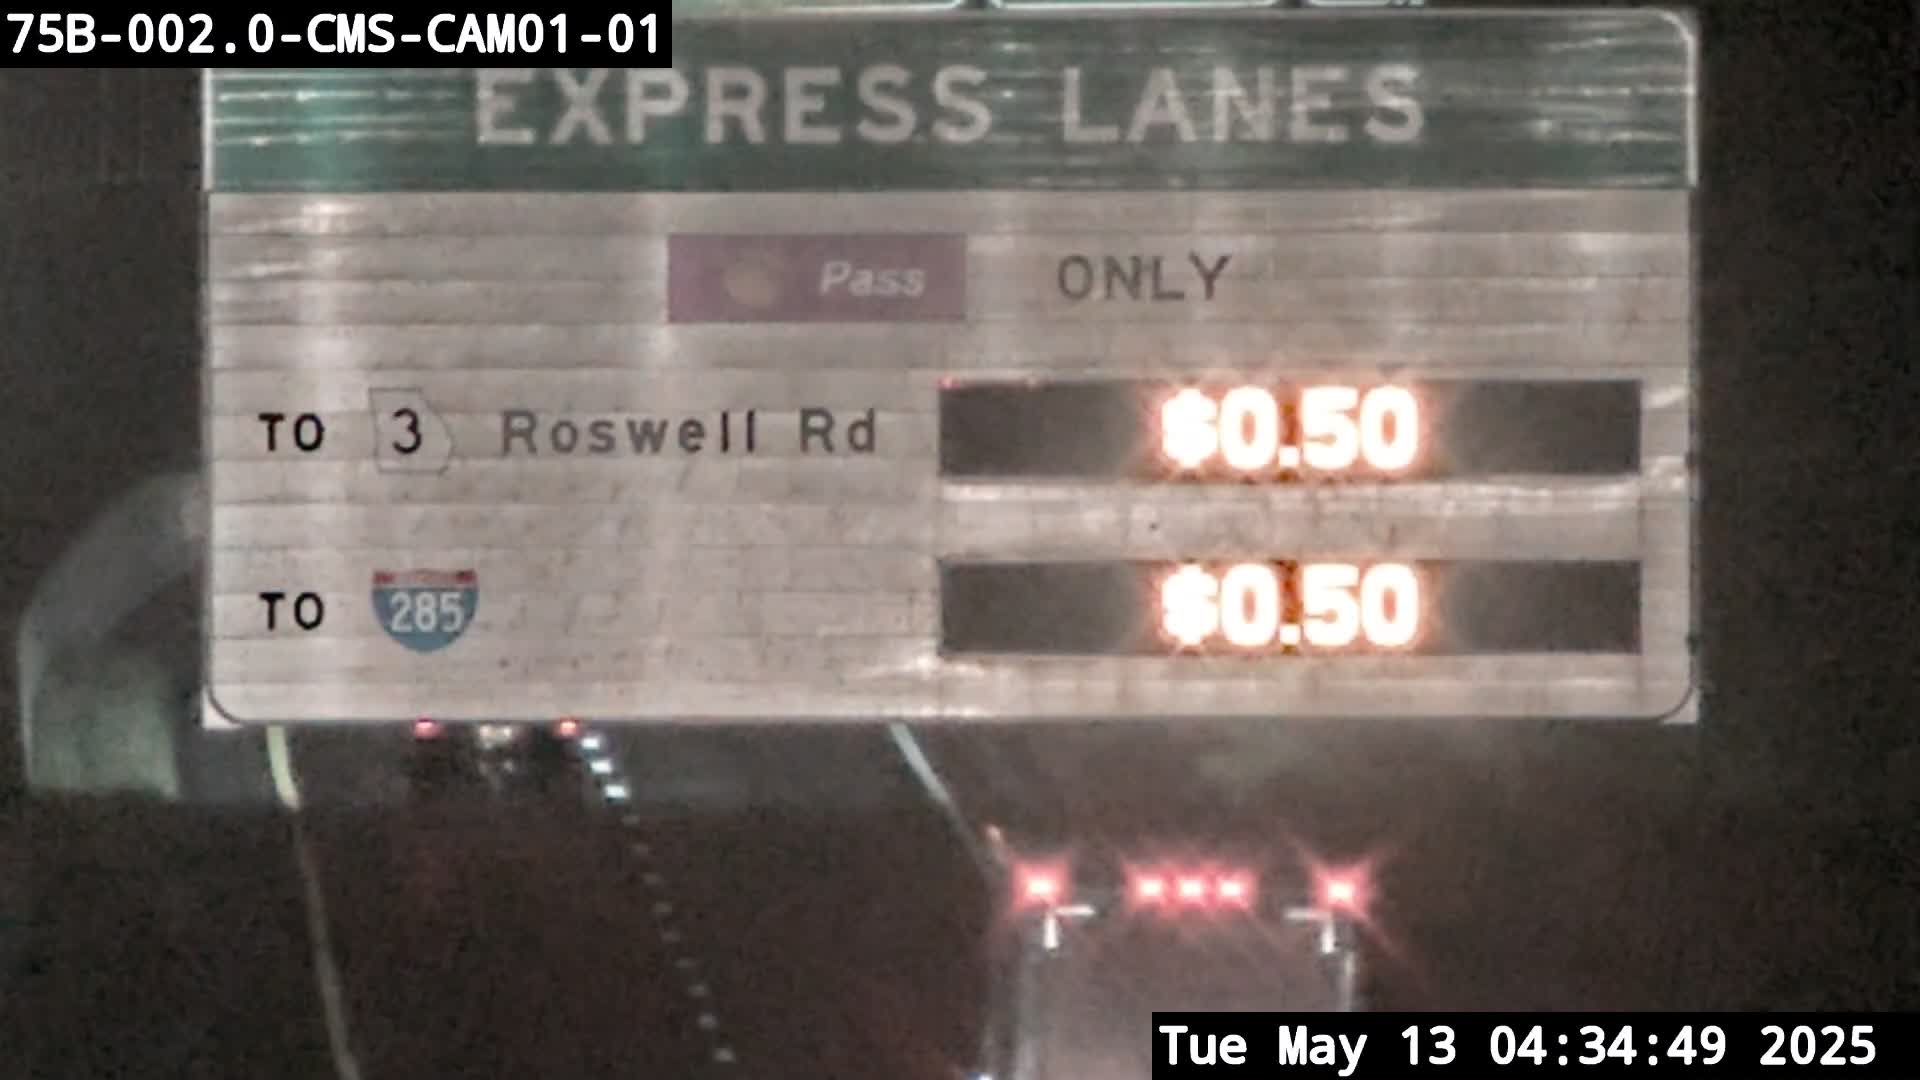 75B-002.0-CMS-CAM01-01
EXPRESS LANES
Pass ONLY
TO 3 Roswell Rd $0.50
TO 285 $0.50
Tue May 13 04:34:49 2025